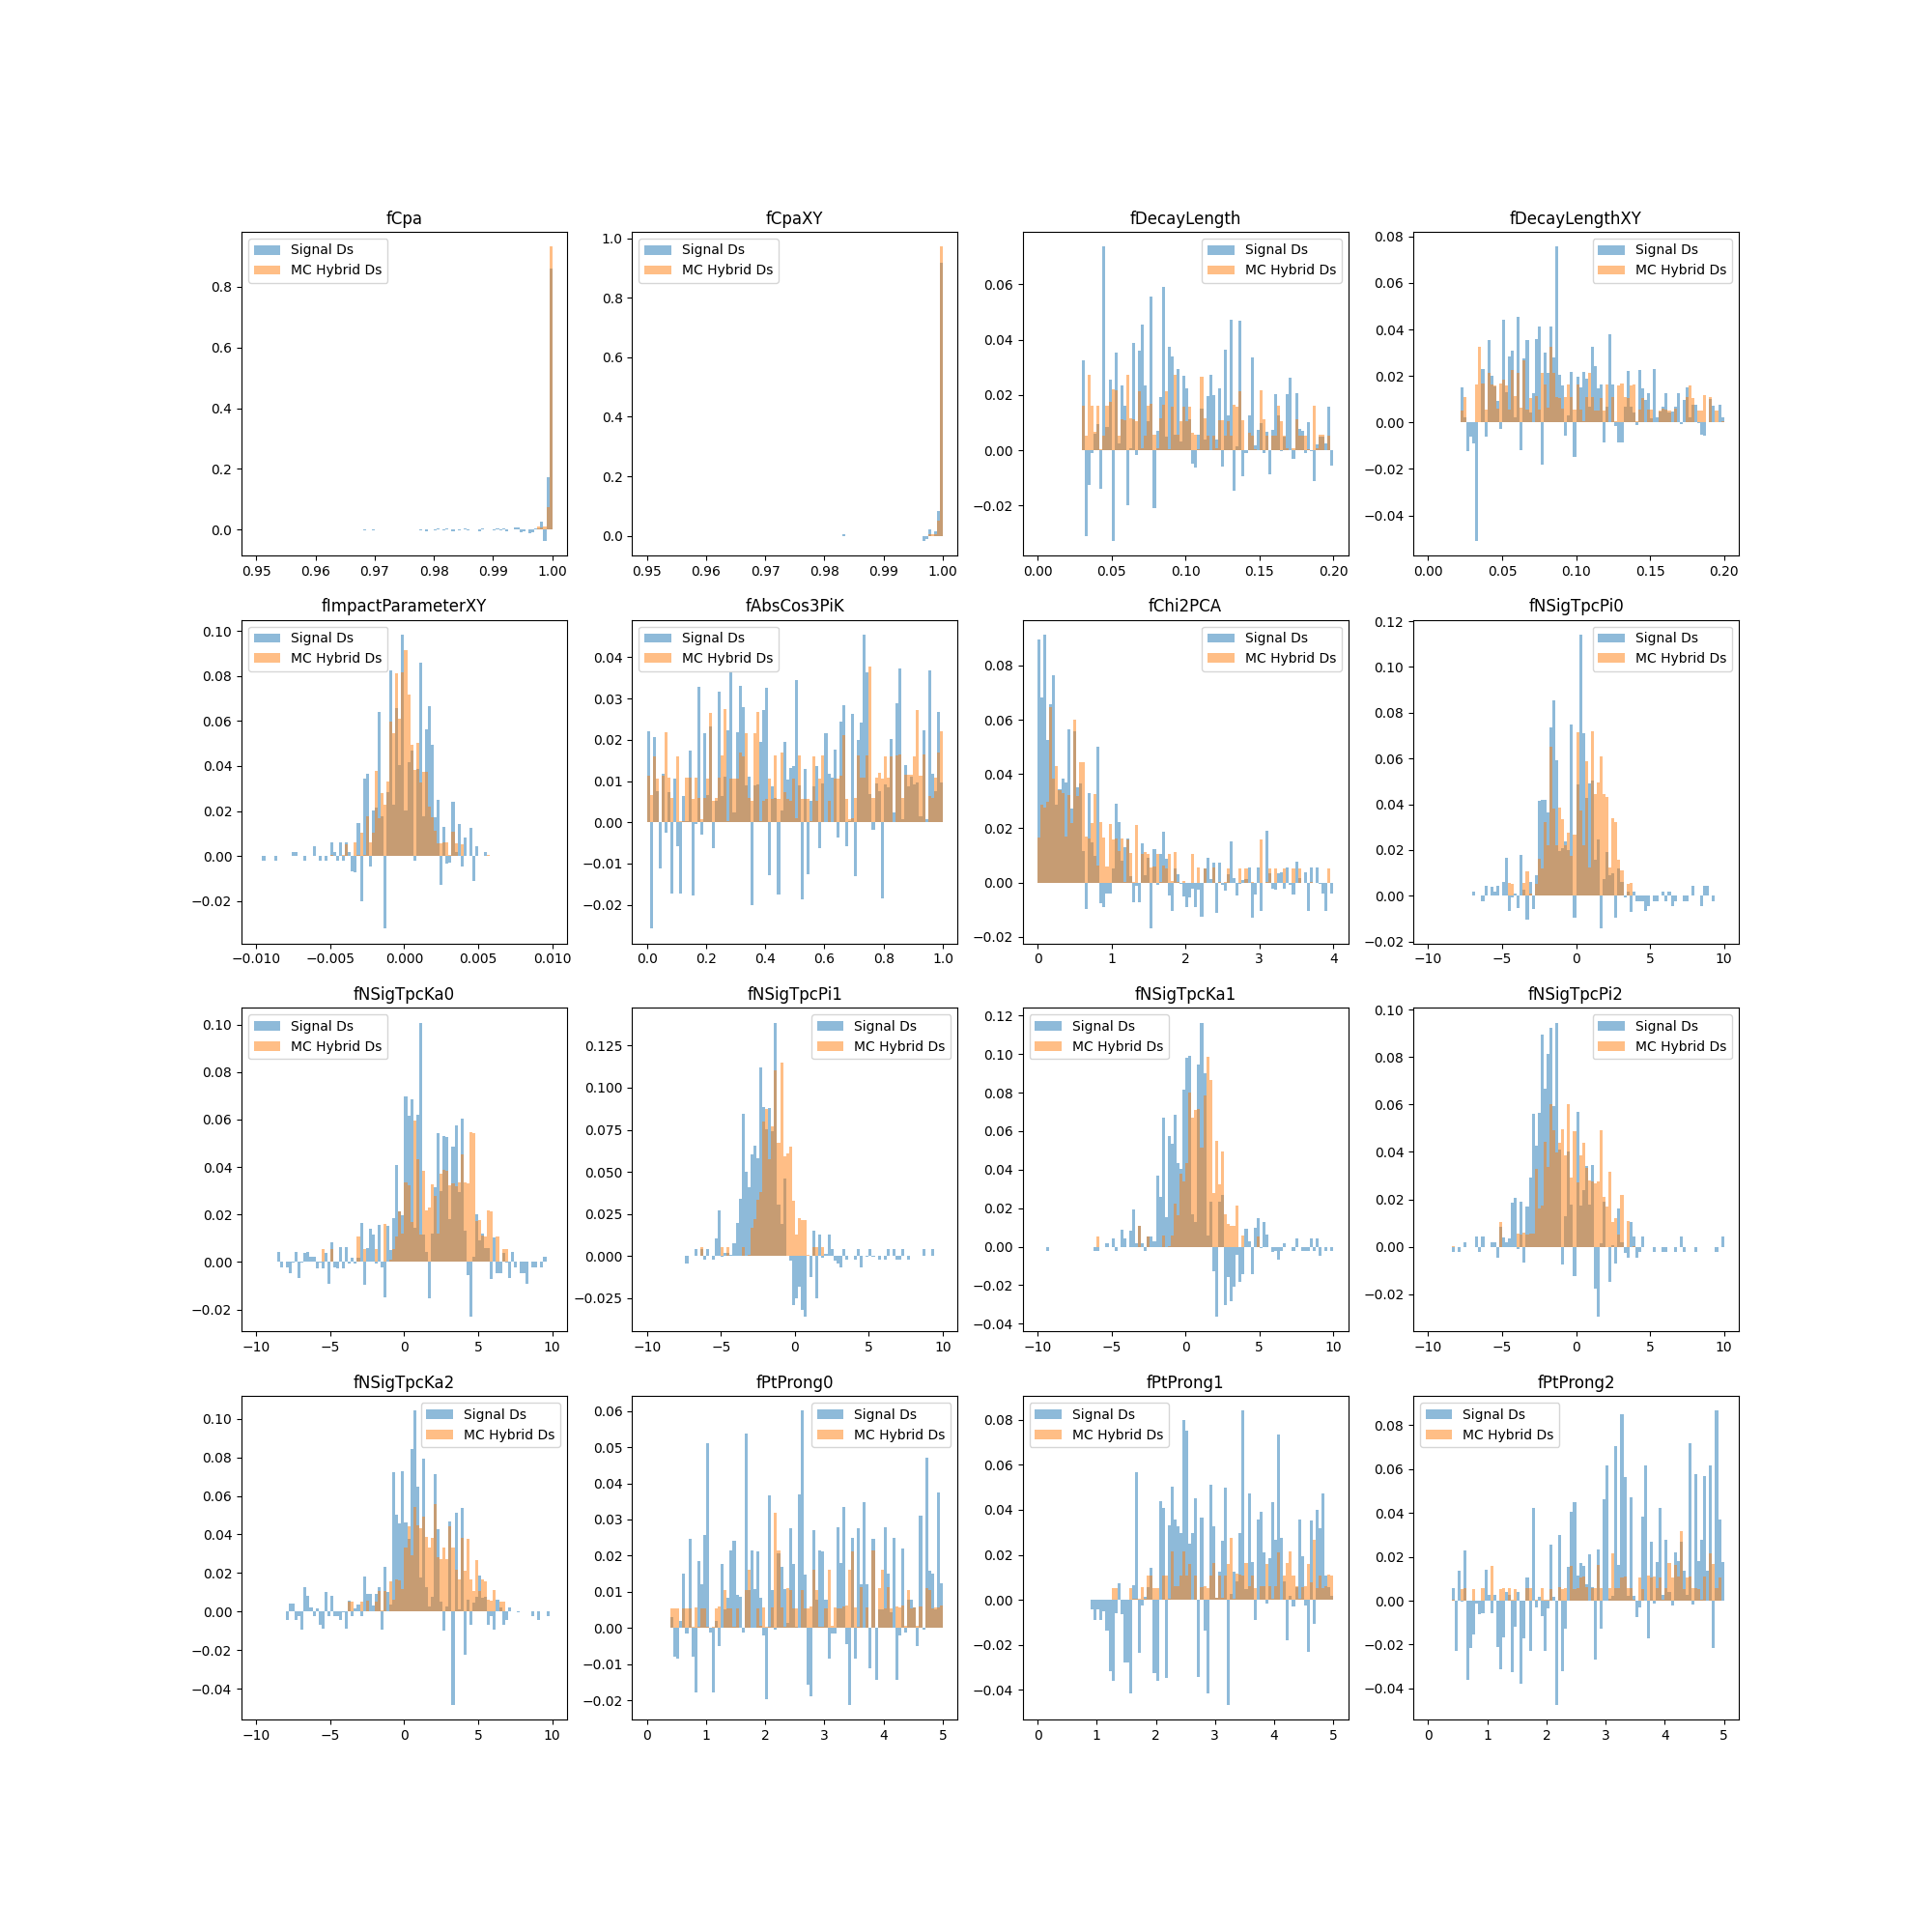 fCpa
Signal Ds
MC Hybrid Ds
0.8
0.6
0.4
0.2
0.0
0.95 0.96 0.97 0.98 0.99 1.00
fCpaXY
Signal Ds
MC Hybrid Ds
1.0
0.8
0.6
0.4
0.2
0.0
0.95 0.96 0.97 0.98 0.99 1.00
fDecayLength
Signal Ds
MC Hybrid Ds
0.06
0.04
0.02
0.00
−0.02
0.00 0.05 0.10 0.15 0.20
fDecayLengthXY
Signal Ds
MC Hybrid Ds
0.08
0.06
0.04
0.02
0.00
−0.02
−0.04
0.00 0.05 0.10 0.15 0.20
fImpactParameterXY
Signal Ds
MC Hybrid Ds
0.10
0.08
0.06
0.04
0.02
0.00
−0.02
−0.010 −0.005 0.000 0.005 0.010
fAbsCos3PiK
Signal Ds
MC Hybrid Ds
0.04
0.03
0.02
0.01
0.00
−0.01
−0.02
0.0 0.2 0.4 0.6 0.8 1.0
fChi2PCA
Signal Ds
MC Hybrid Ds
0.08
0.06
0.04
0.02
0.00
−0.02
0 1 2 3 4
fNSigTpcPi0
Signal Ds
MC Hybrid Ds
0.12
0.10
0.08
0.06
0.04
0.02
0.00
−0.02
−10 −5 0 5 10
fNSigTpcKa0
Signal Ds
MC Hybrid Ds
0.10
0.08
0.06
0.04
0.02
0.00
−0.02
−10 −5 0 5 10
fNSigTpcPi1
Signal Ds
MC Hybrid Ds
0.125
0.100
0.075
0.050
0.025
0.000
−0.025
−10 −5 0 5 10
fNSigTpcKa1
Signal Ds
MC Hybrid Ds
0.12
0.10
0.08
0.06
0.04
0.02
0.00
−0.02
−0.04
−10 −5 0 5 10
fNSigTpcPi2
Signal Ds
MC Hybrid Ds
0.10
0.08
0.06
0.04
0.02
0.00
−0.02
−10 −5 0 5 10
fNSigTpcKa2
Signal Ds
MC Hybrid Ds
0.10
0.08
0.06
0.04
0.02
0.00
−0.02
−0.04
−10 −5 0 5 10
fPtProng0
Signal Ds
MC Hybrid Ds
0.06
0.05
0.04
0.03
0.02
0.01
0.00
−0.01
−0.02
0 1 2 3 4 5
fPtProng1
Signal Ds
MC Hybrid Ds
0.08
0.06
0.04
0.02
0.00
−0.02
−0.04
0 1 2 3 4 5
fPtProng2
Signal Ds
MC Hybrid Ds
0.08
0.06
0.04
0.02
0.00
−0.02
−0.04
0 1 2 3 4 5